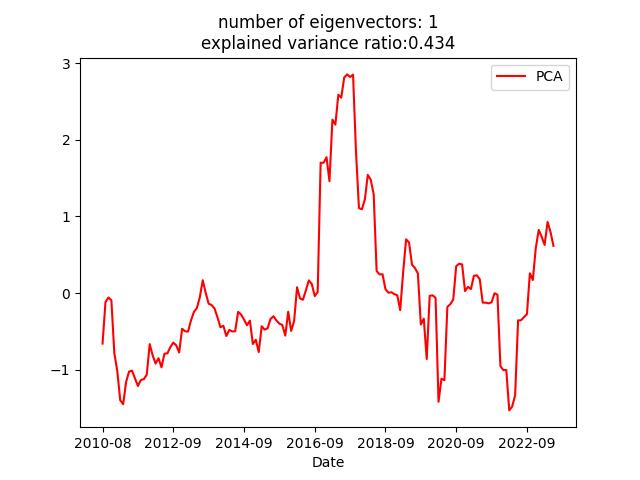 number of eigenvectors: 1
explained variance ratio:0.434
PCA
3
2
1
0
−1
2010-08 2012-09 2014-09 2016-09 2018-09 2020-09 2022-09
Date